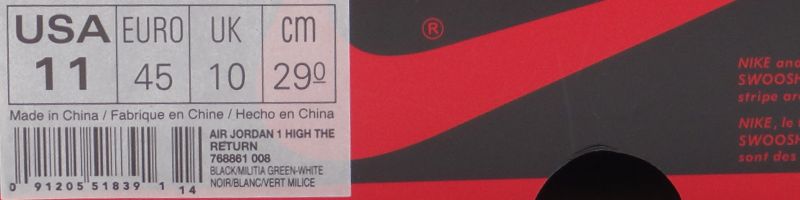 USA EURO UK cm
11 45 10 290
Made in China / Fabrique en Chine / Hecho en China
AIR JORDAN 1 HIGH THE
RETURN
768861 008
BLACK/MILITIA GREEN-WHITE
NOIR/BLANC/VERT MILICE
0 91205 51839 1 14
®
NIKE and
SWOOSH
stripe are
NIKE, le
SWOOSH
sont des